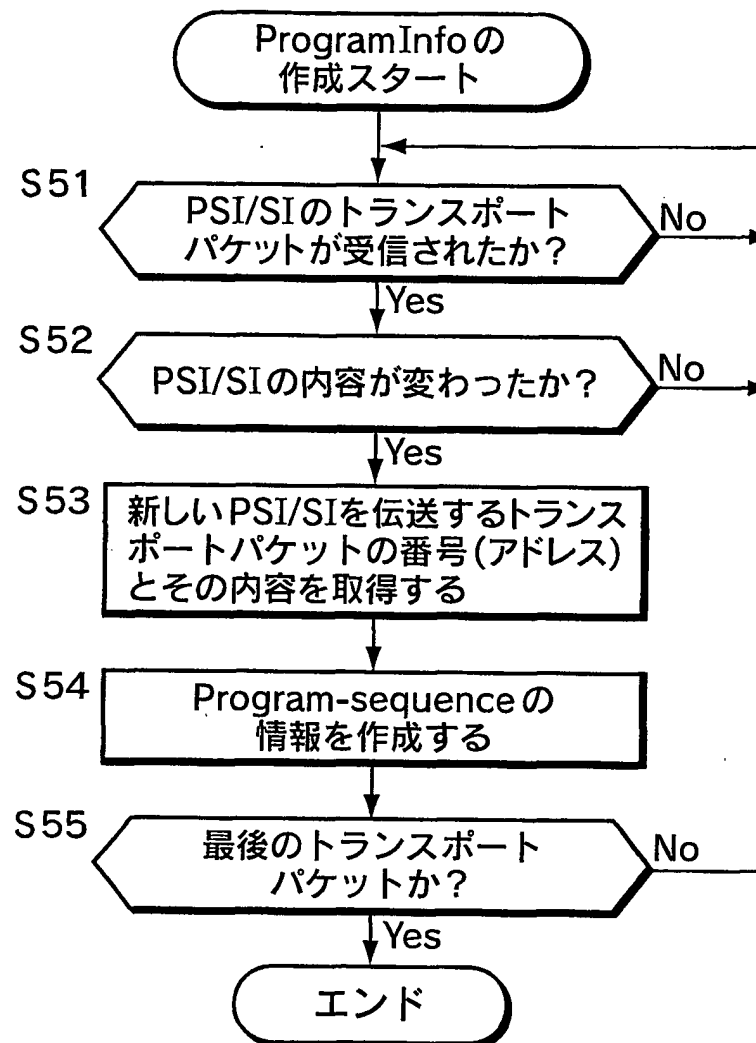 ProgramInfoの
作成スタート
S51
PSI/SIのトランスポート
パケットが受信されたか?
No
Yes
S52
PSI/SIの内容が変わったか?
No
Yes
S53
新しいPSI/SIを伝送するトランス
ポートパケットの番号(アドレス)
とその内容を取得する
S54
Program-sequenceの
情報を作成する
S55
最後のトランスポート
パケットか?
No
Yes
エンド